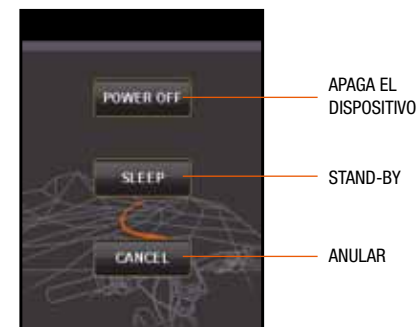 POWER OFF
APAGA EL
DISPOSITIVO
SLEEP
STAND-BY
CANCEL
ANULAR